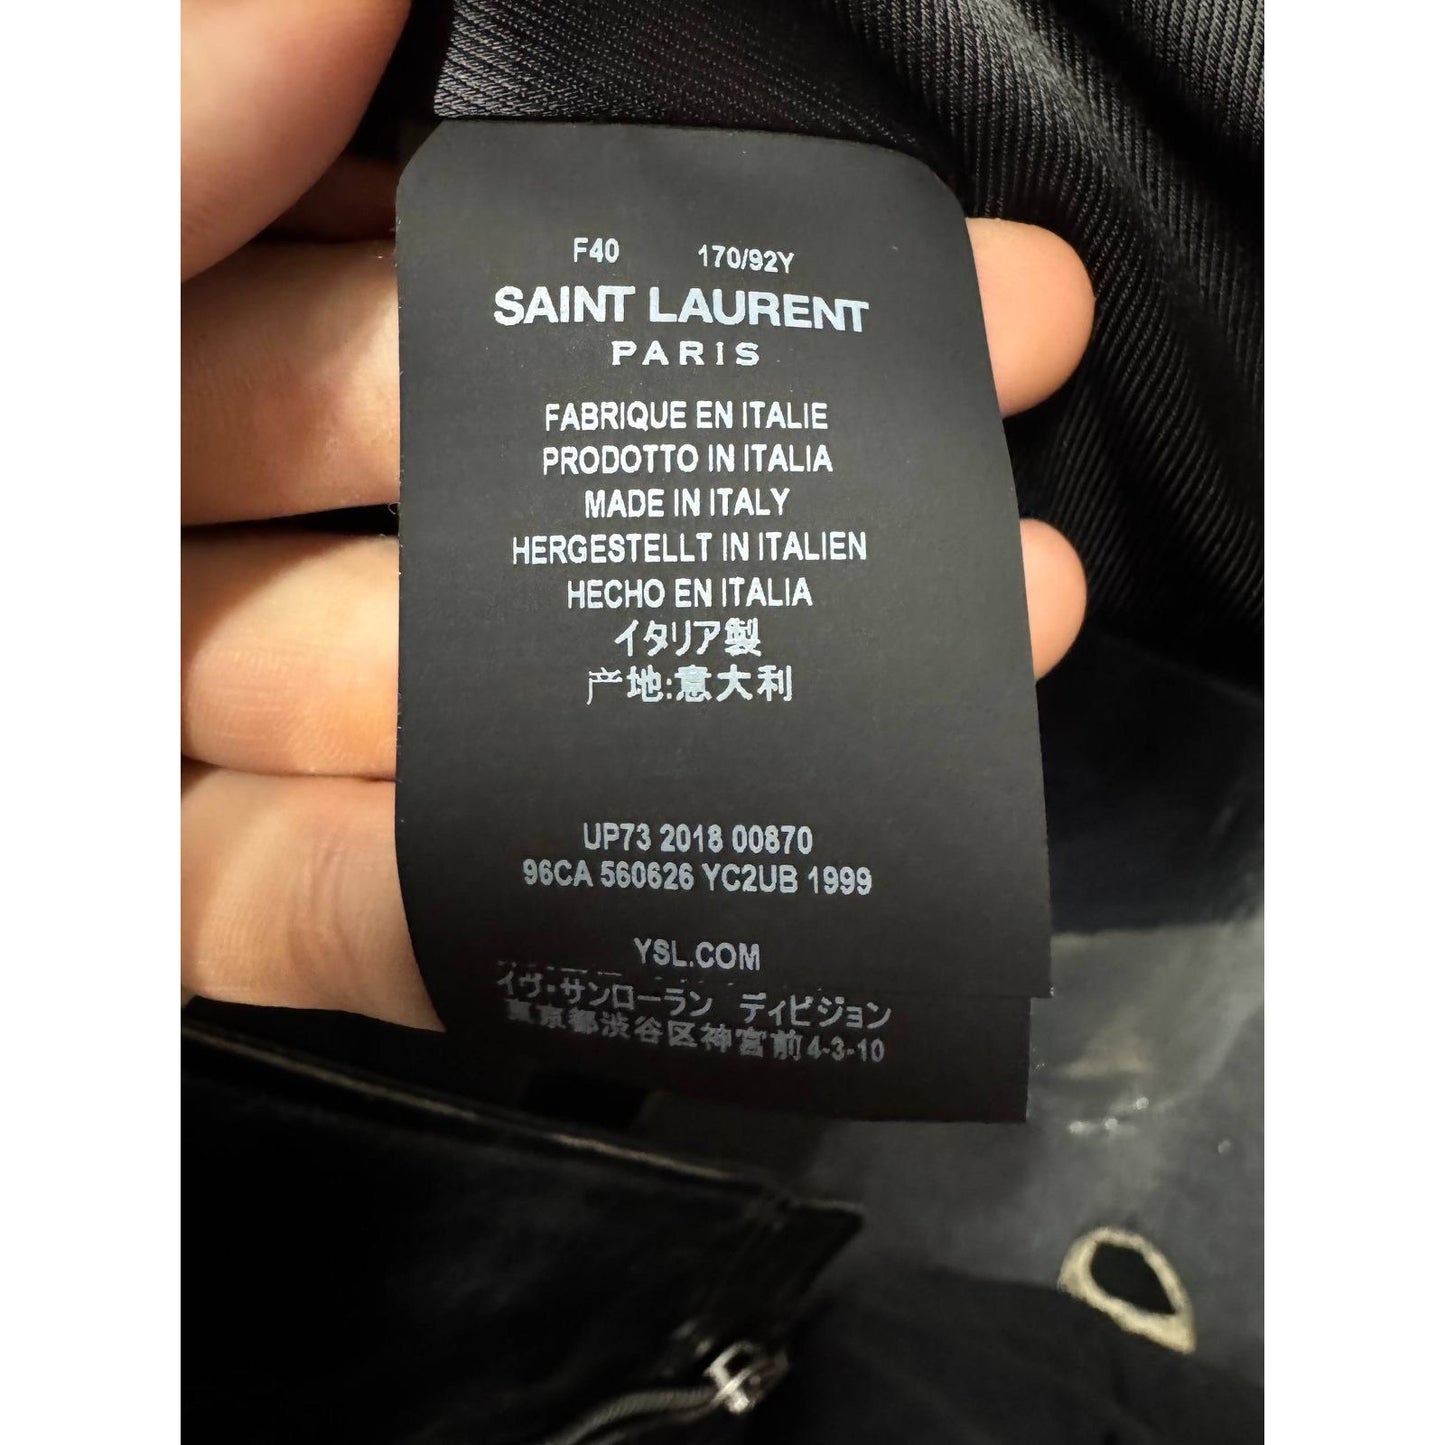 F40 170/92Y
SAINT LAURENT
PARIS
FABRIQUE EN ITALIE
PRODOTTO IN ITALIA
MADE IN ITALY
HERGESTELLT IN ITALIEN
HECHO EN ITALIA
イタリア製
产地:意大利
UP73 2018 00870
96CA 560626 YC2UB 1999
YSL.COM
イヴ・サンローラン ディビジョン
東京都渋谷区神宮前4-3-10